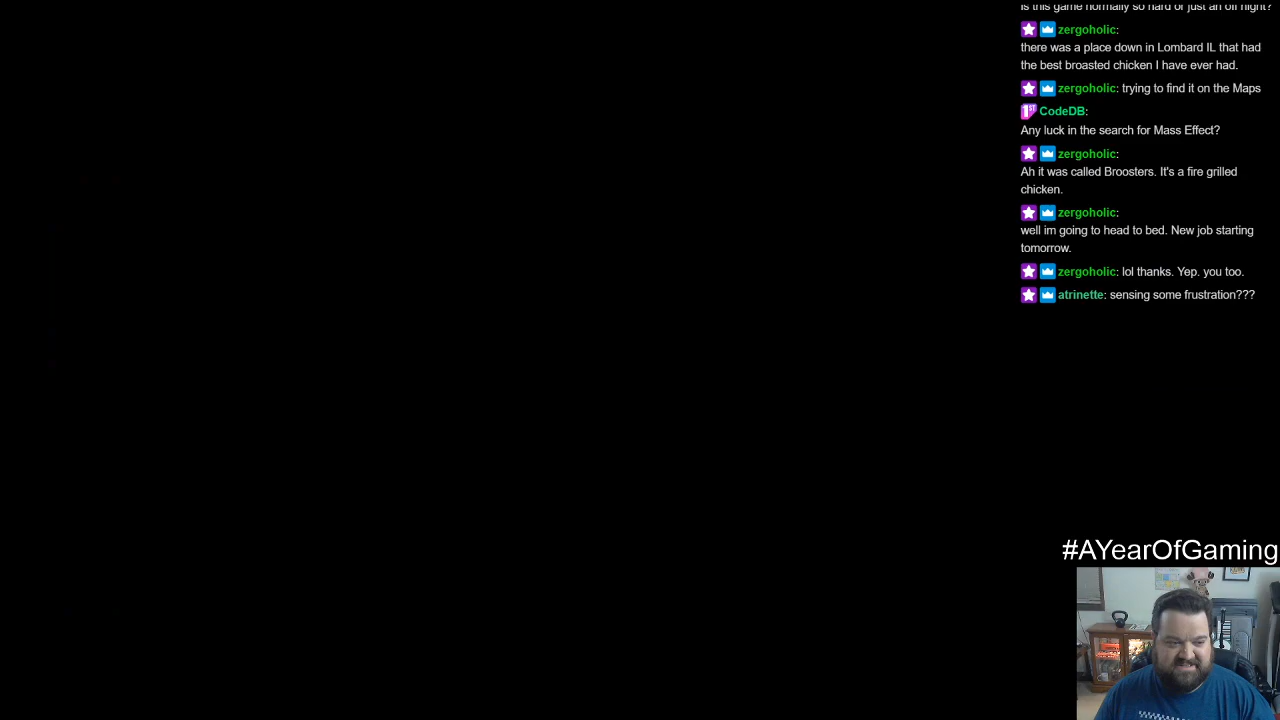 Is this game normally so hard or just an off night?
zergoholic:
there was a place down in Lombard IL that had
the best broasted chicken I have ever had.
zergoholic: trying to find it on the Maps
1ST CodeDB:
Any luck in the search for Mass Effect?
zergoholic:
Ah it was called Broosters. It's a fire grilled
chicken.
zergoholic:
well im going to head to bed. New job starting
tomorrow.
zergoholic: lol thanks. Yep. you too.
atrinette: sensing some frustration???
#AYearOfGaming